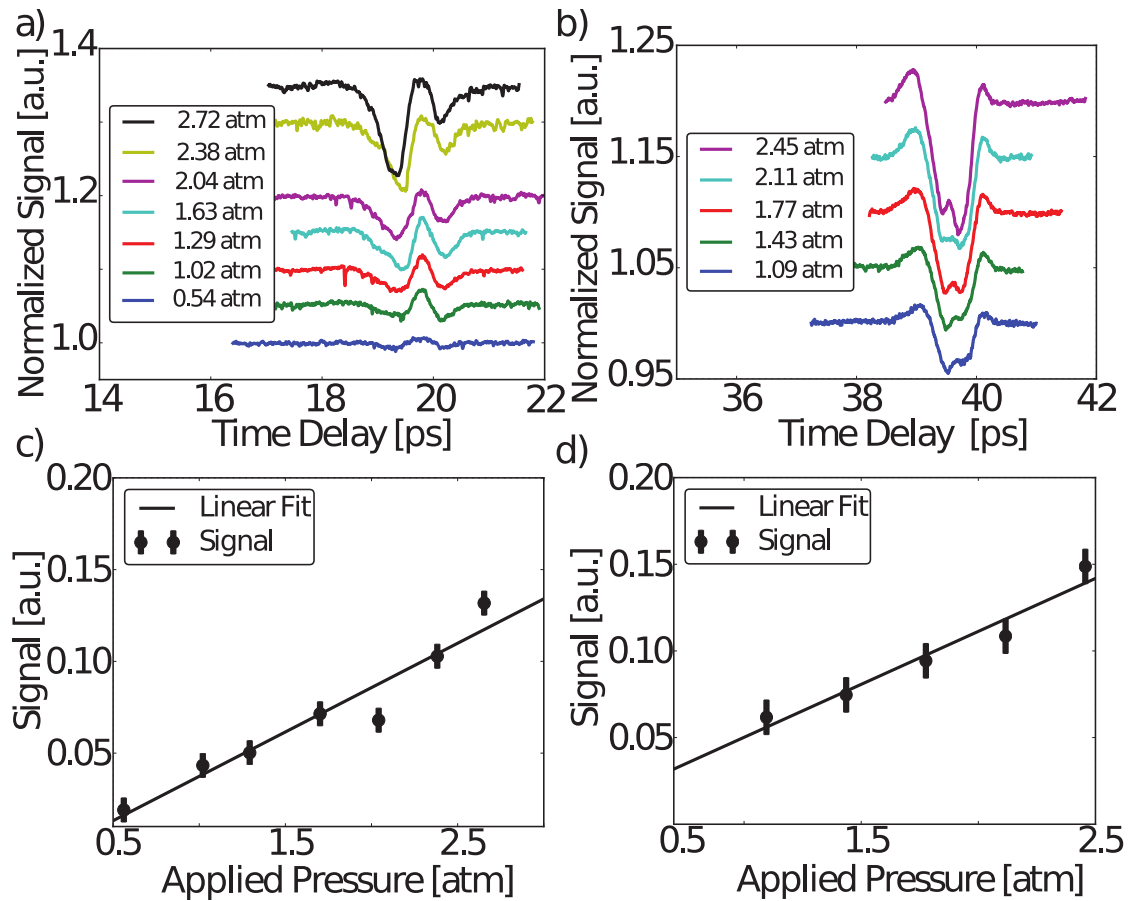 a)
Normalized Signal [a.u.]
1.4
1.2
1.0
2.72 atm
2.38 atm
2.04 atm
1.63 atm
1.29 atm
1.02 atm
0.54 atm
14 16 18 20 22
Time Delay [ps]
b)
Normalized Signal [a.u.]
1.25
1.15
1.05
0.95
2.45 atm
2.11 atm
1.77 atm
1.43 atm
1.09 atm
36 38 40 42
Time Delay [ps]
c)
Signal [a.u.]
0.20
0.15
0.10
0.05
Linear Fit
Signal
0.5 1.5 2.5
Applied Pressure [atm]
d)
Signal [a.u.]
0.20
0.15
0.10
0.05
Linear Fit
Signal
0.5 1.5 2.5
Applied Pressure [atm]